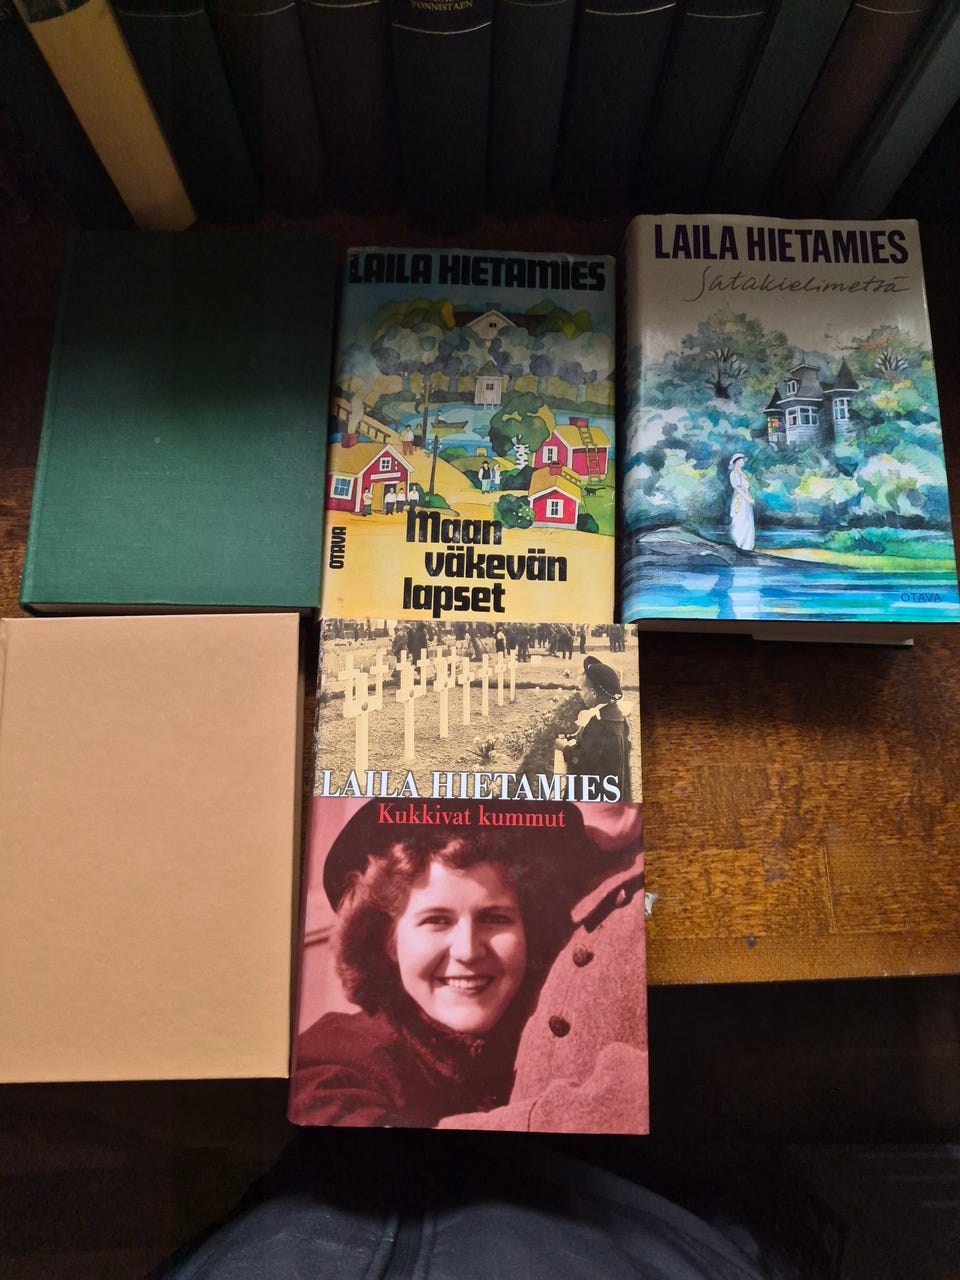 PONNISTAEN
LAILA HIETAMIES
Maan
väkevän
lapset
OTAVA
LAILA HIETAMIES
Satakielimetsä
OTAVA
LAILA HIETAMIES
Kukkivat kummut